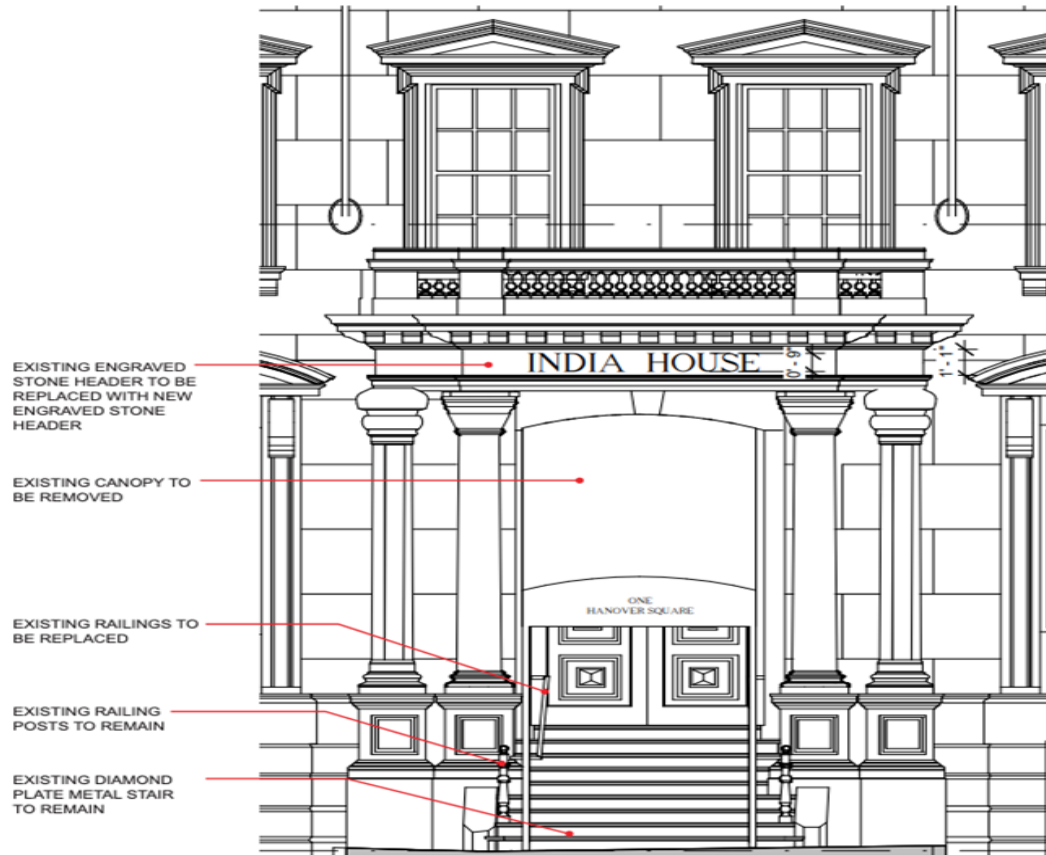 INDIA HOUSE
0' - 9"
1' - 1"
EXISTING ENGRAVED
STONE HEADER TO BE
REPLACED WITH NEW
ENGRAVED STONE
HEADER
EXISTING CANOPY TO
BE REMOVED
ONE
HANOVER SQUARE
EXISTING RAILINGS TO
BE REPLACED
EXISTING RAILING
POSTS TO REMAIN
EXISTING DIAMOND
PLATE METAL STAIR
TO REMAIN